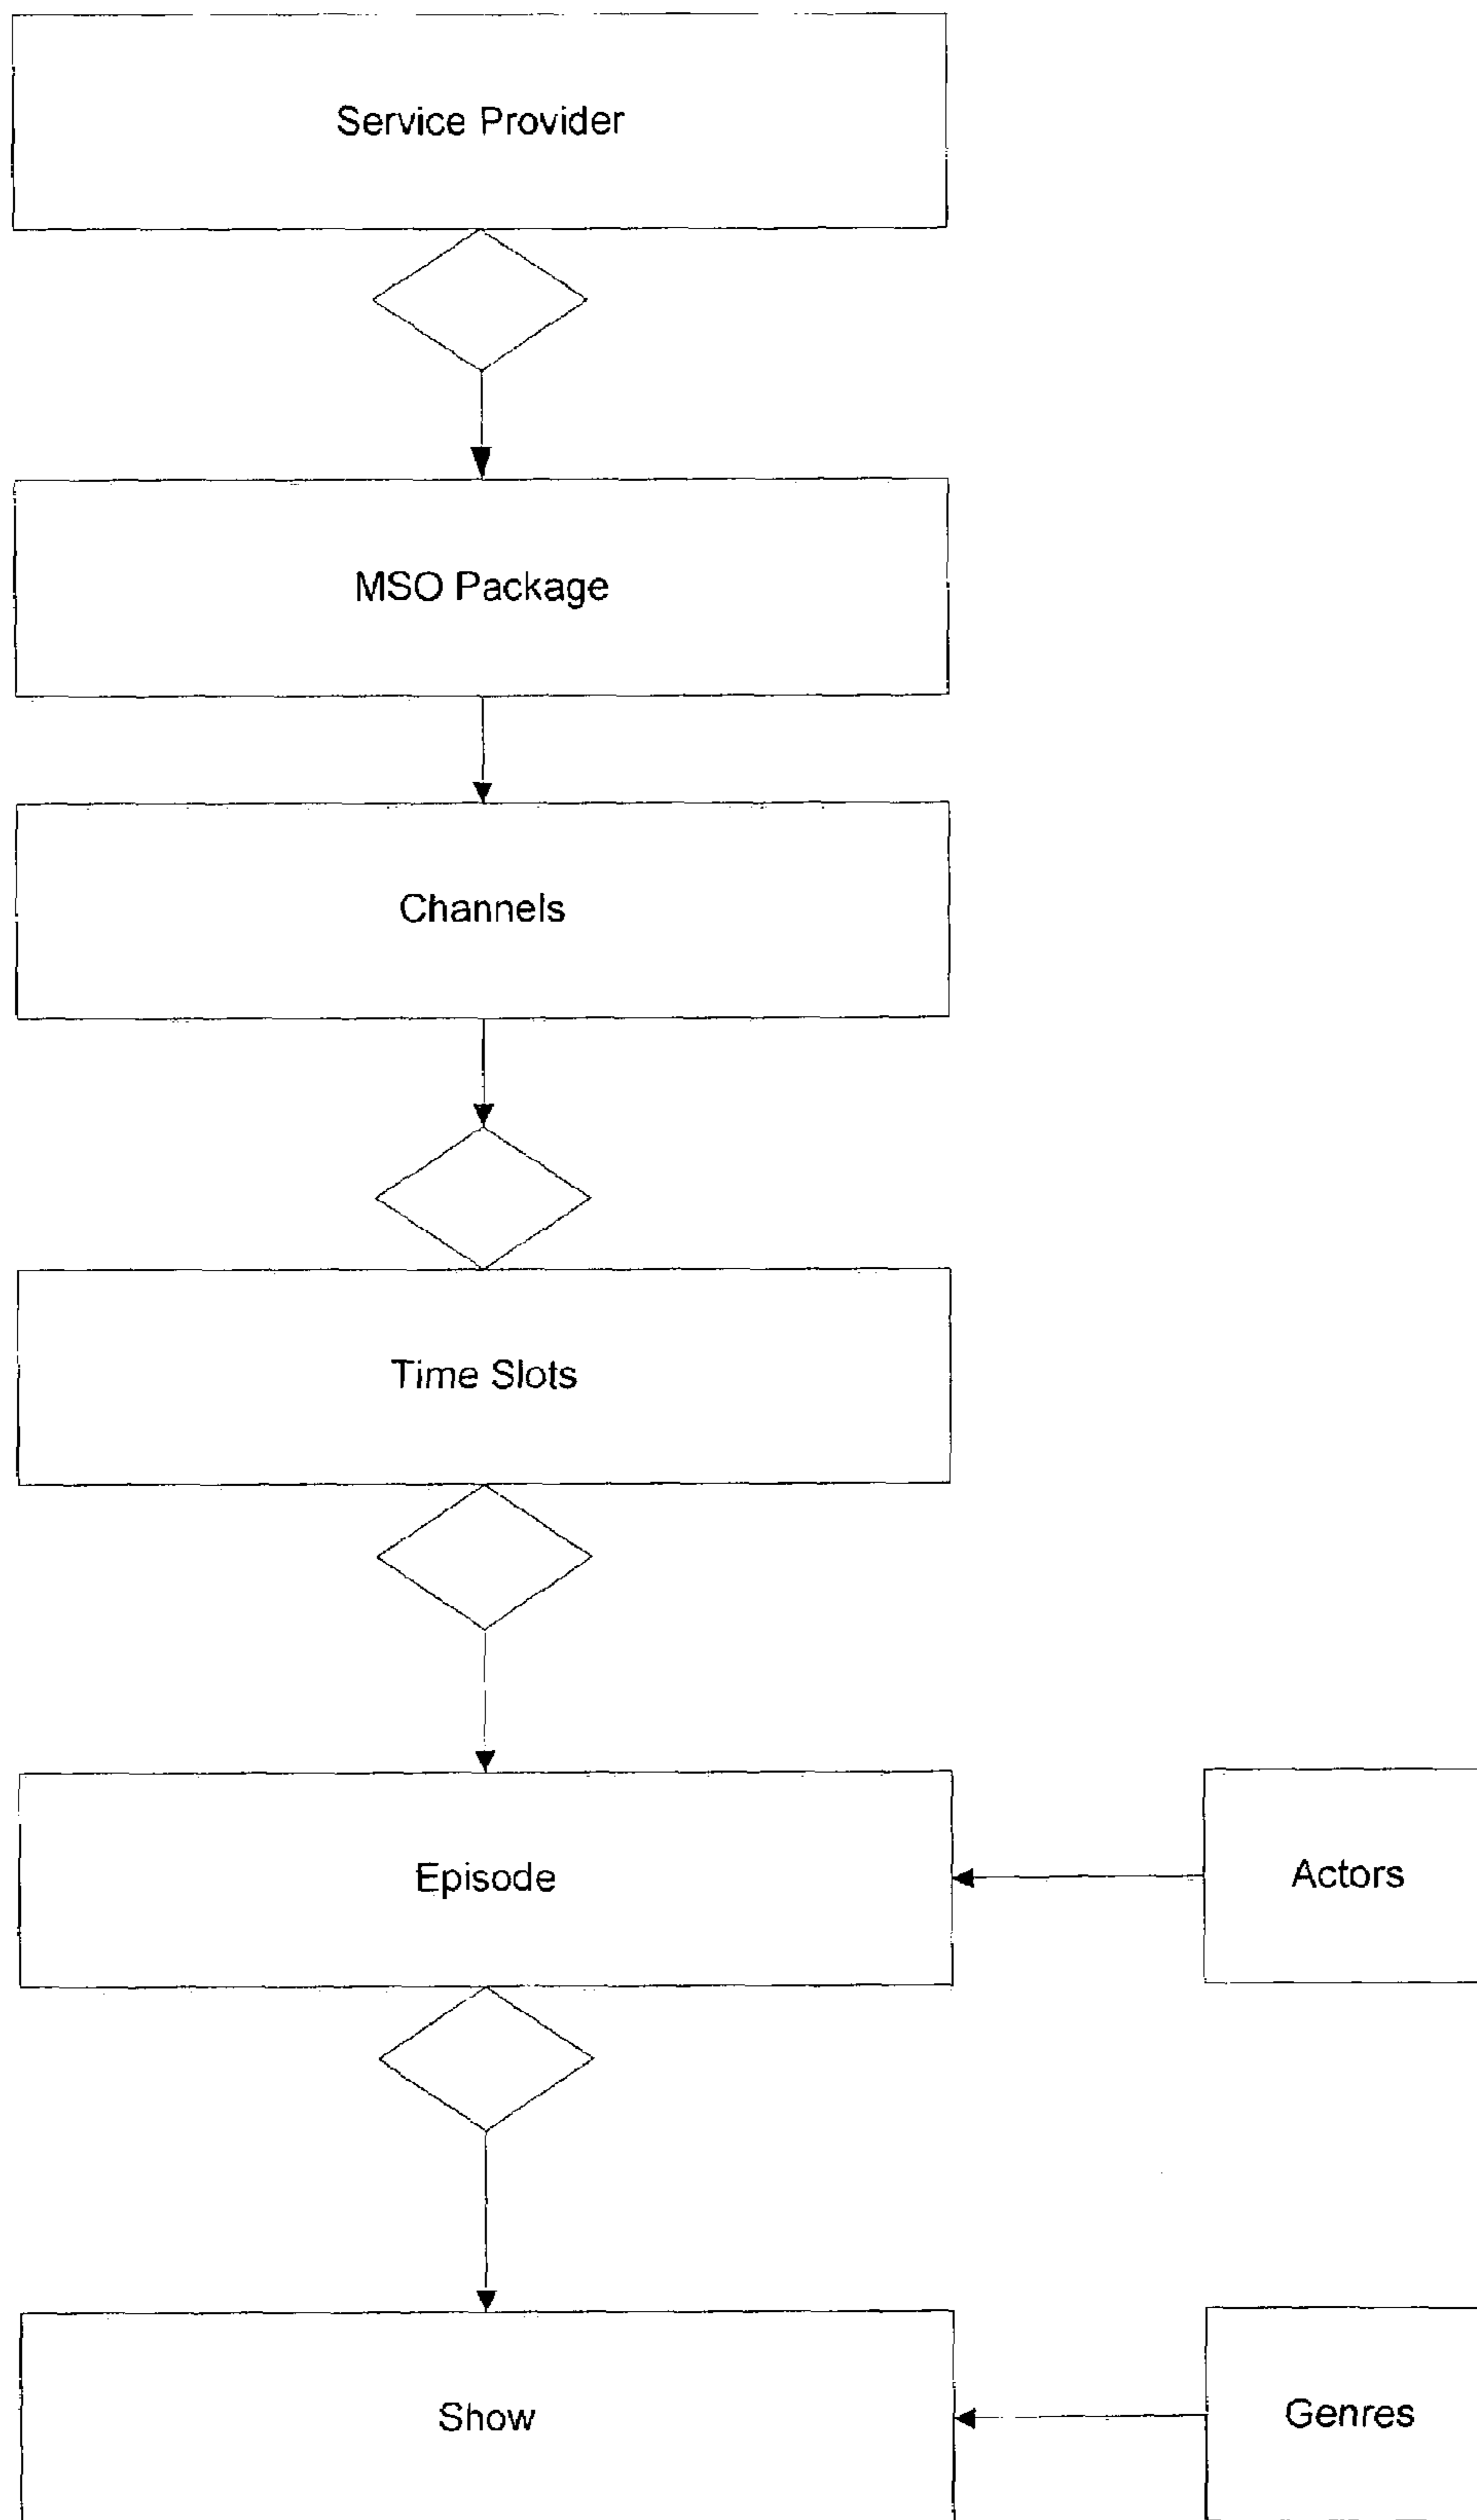 Service Provider
MSO Package
Channels
Time Slots
Episode
Actors
Show
Genres